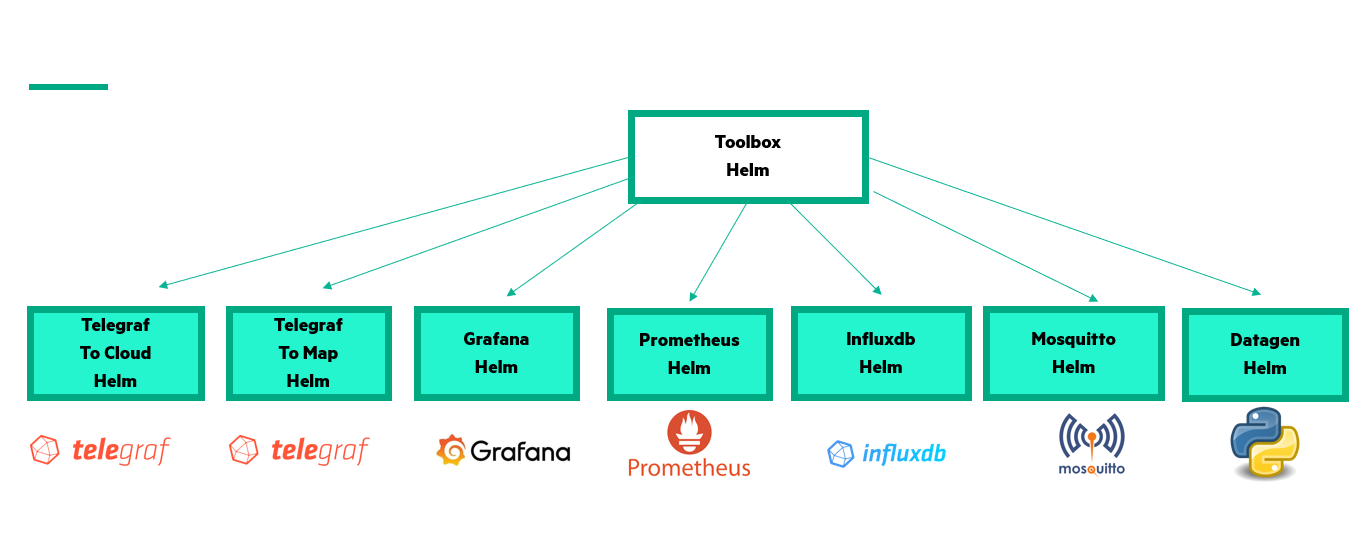 Toolbox
Helm
Telegraf
To Cloud
Helm
Telegraf
To Map
Helm
Grafana
Helm
Prometheus
Helm
Influxdb
Helm
Mosquitto
Helm
Datagen
Helm
telegraf
telegraf
Grafana
Prometheus
influxdb
mosquitto